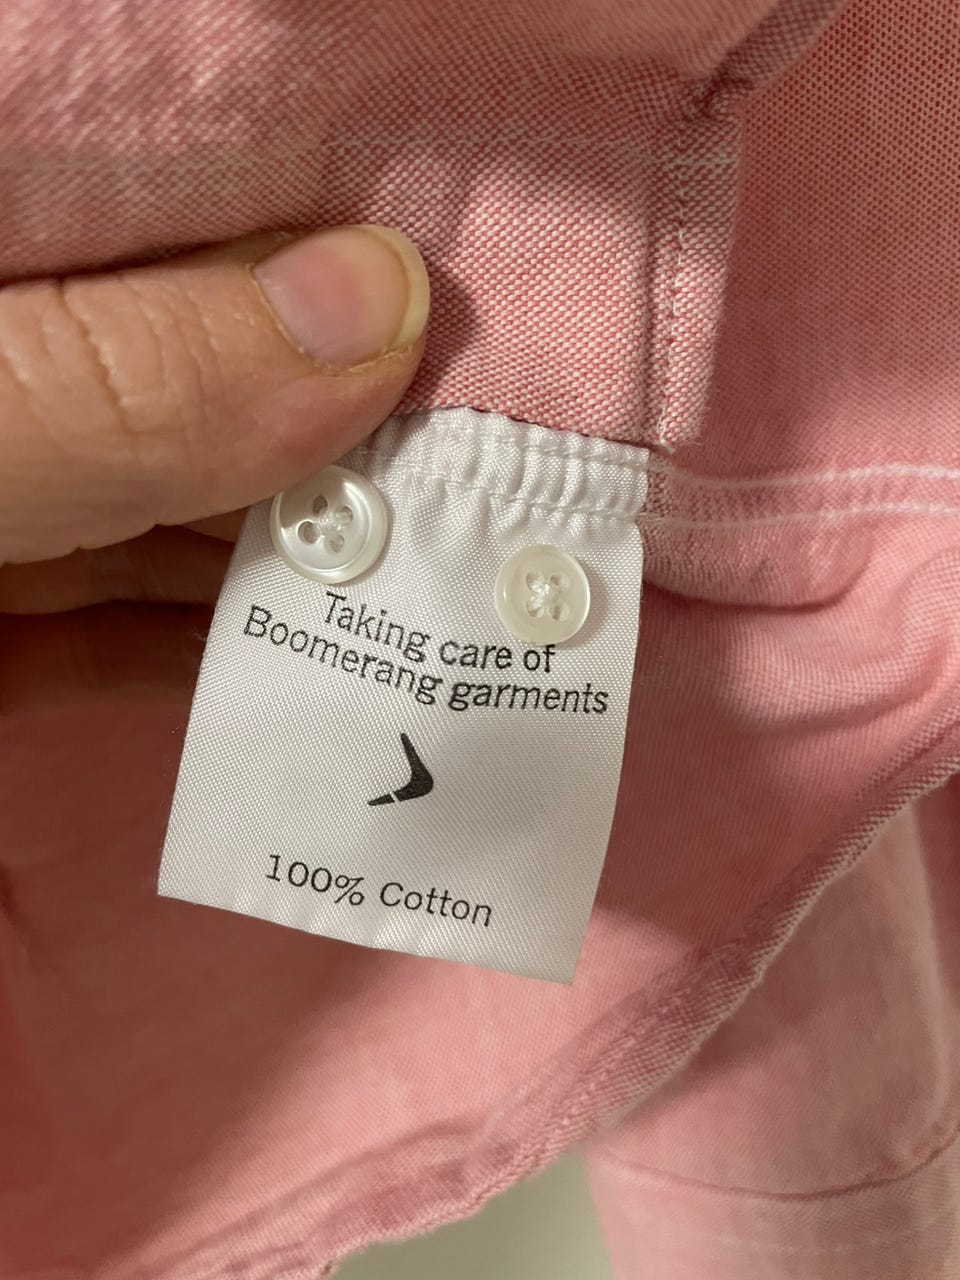 Taking care of
Boomerang garments
100% Cotton